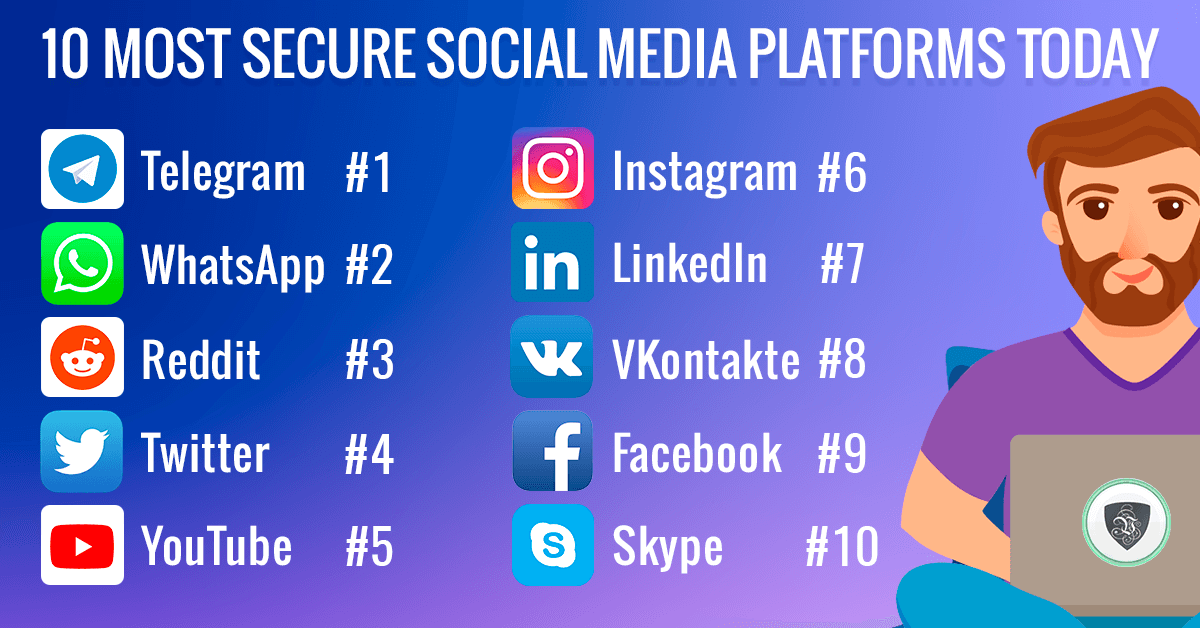 10 MOST SECURE SOCIAL MEDIA PLATFORMS TODAY
Telegram #1
WhatsApp #2
Reddit #3
Twitter #4
YouTube #5
Instagram #6
in LinkedIn #7
VKontakte #8
f Facebook #9
S Skype #10